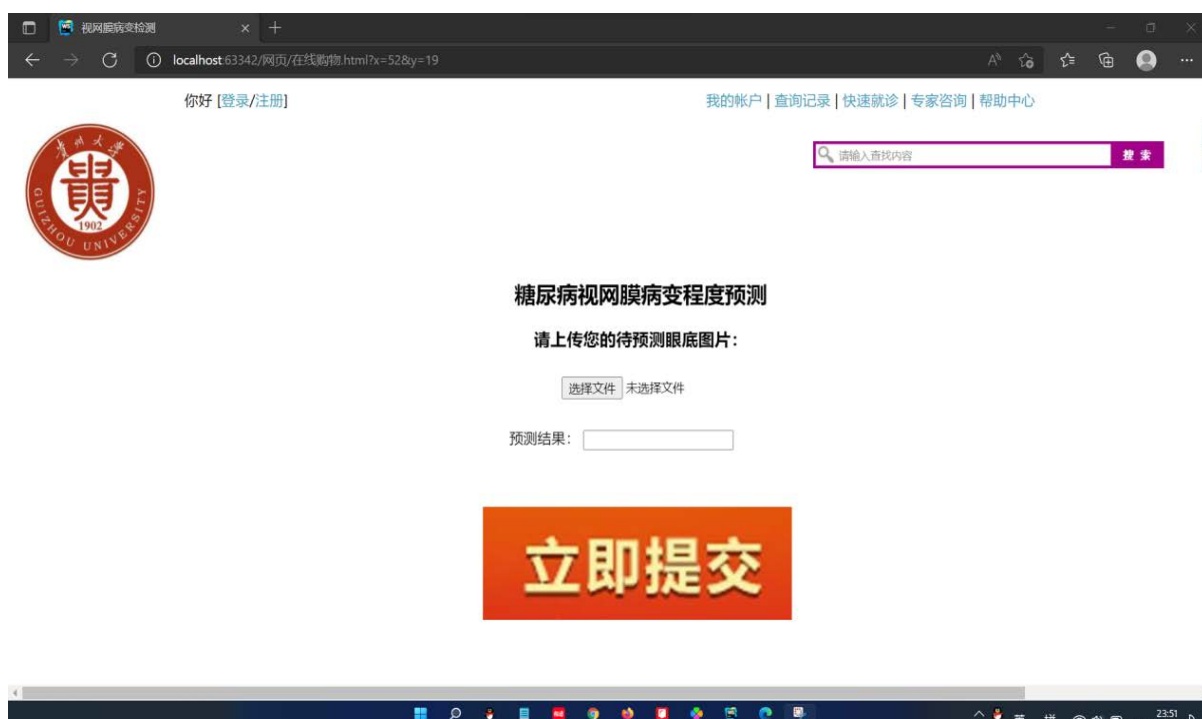 视网膜病变检测
localhost:63342/网页/在线购物.html?x=52&y=19
你好 [登录/注册]
我的帐户 | 查询记录 | 快速就诊 | 专家咨询 | 帮助中心
贵州大学
贵
1902
GUIZHOU UNIVERSITY
请输入查找内容
搜 索
糖尿病视网膜病变程度预测
请上传您的待预测眼底图片：
选择文件 未选择文件
预测结果：
立即提交
23:51